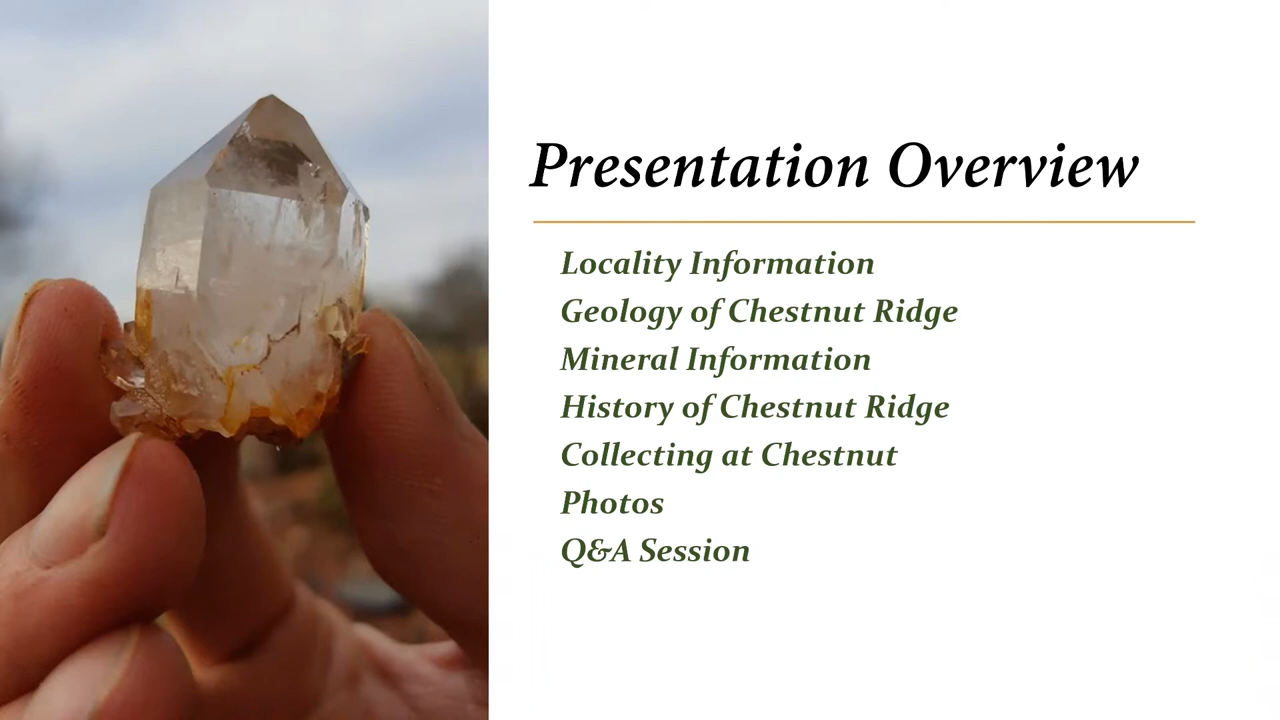 Presentation Overview
Locality Information
Geology of Chestnut Ridge
Mineral Information
History of Chestnut Ridge
Collecting at Chestnut
Photos
Q&A Session